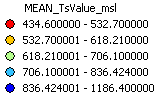 MEAN_TsValue_msl
434.600000 - 532.700000
532.700001 - 618.210000
618.210001 - 706.100000
706.100001 - 836.424000
836.424001 - 1186.400000